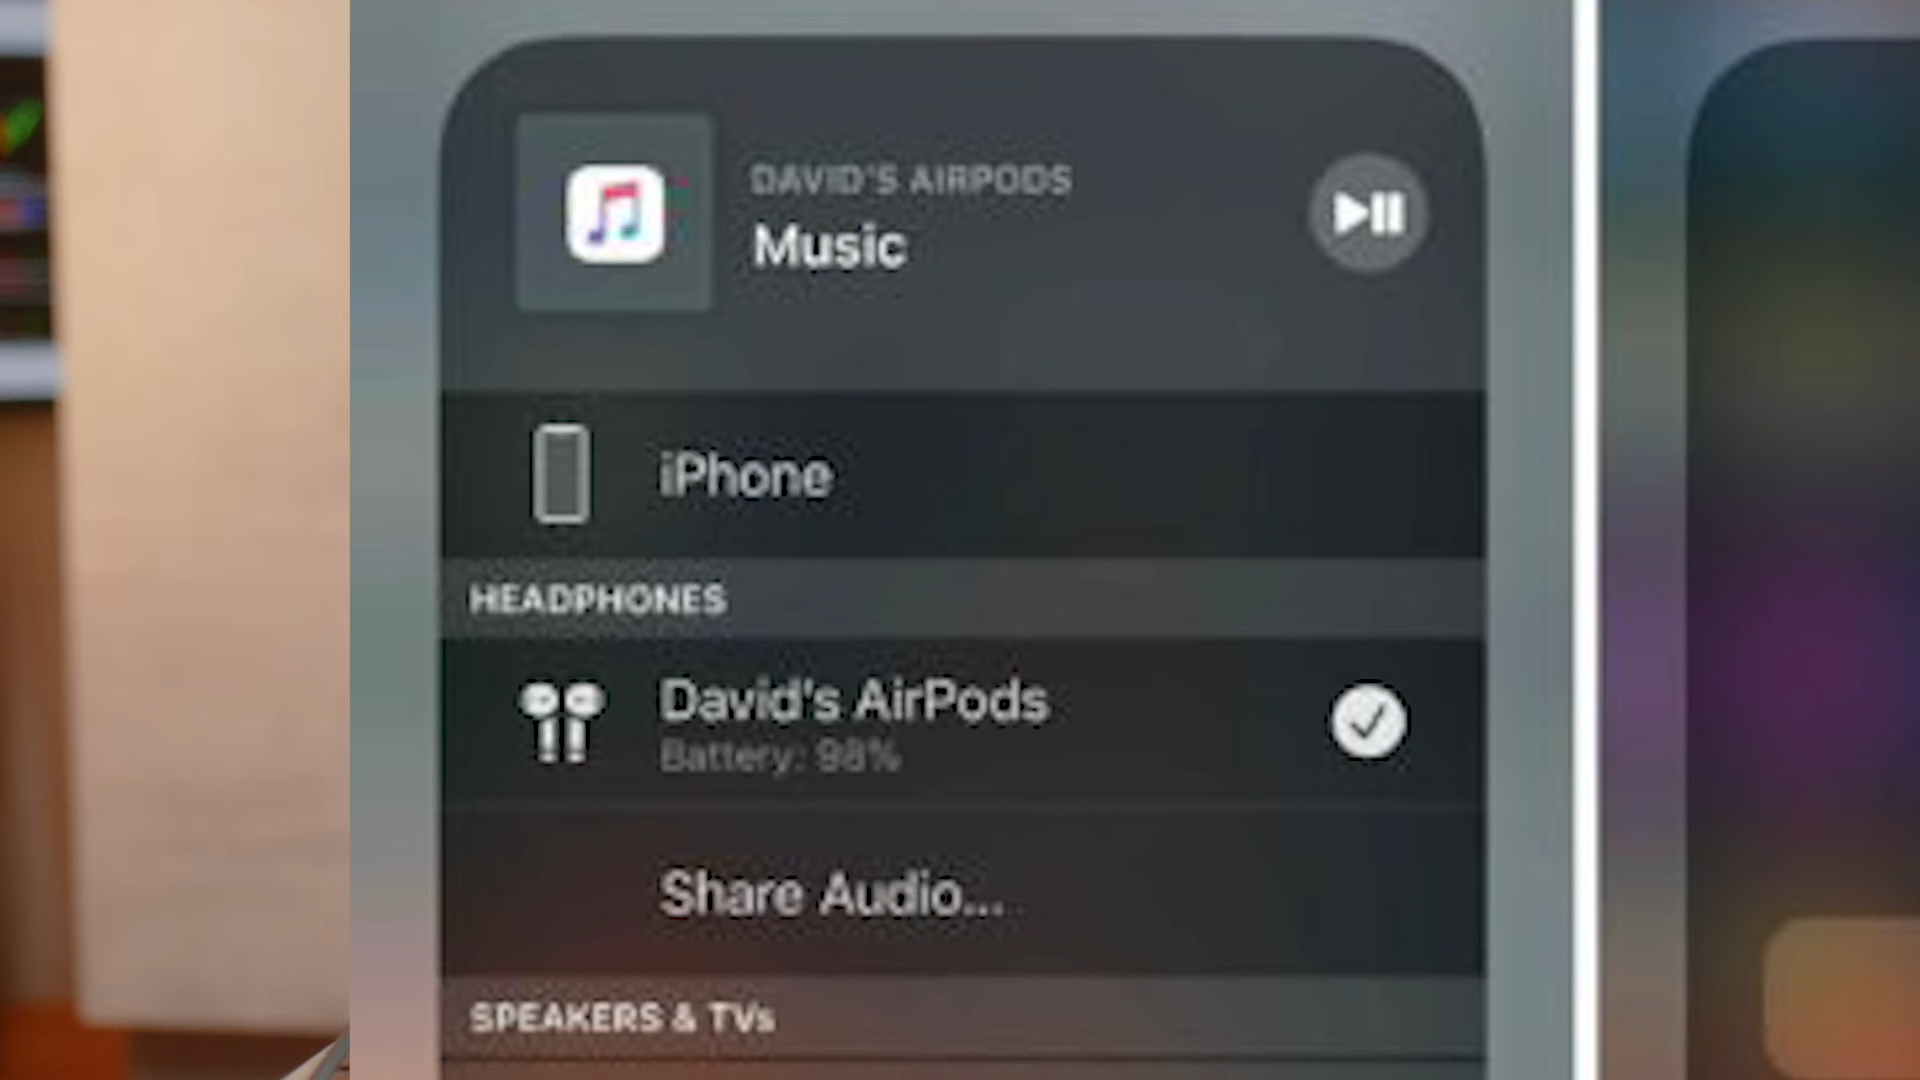 DAVID'S AIRPODS
Music
iPhone
HEADPHONES
David's AirPods
Battery: 98%
Share Audio...
SPEAKERS & TVs